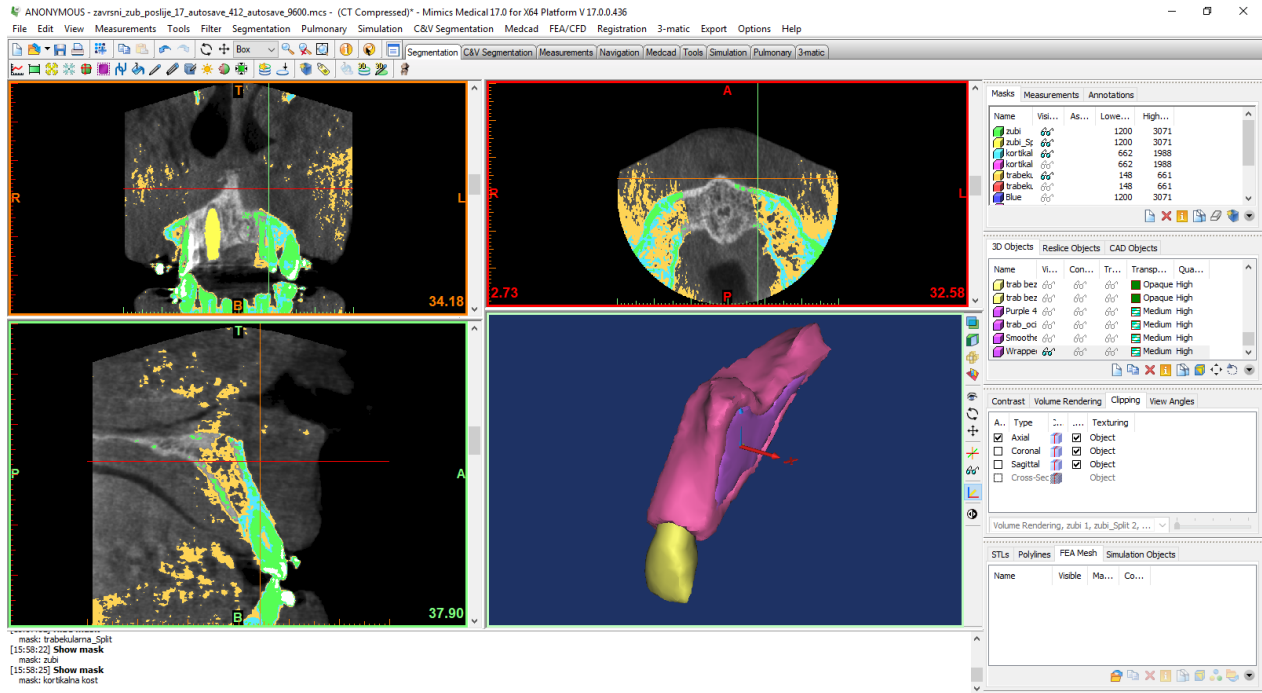 ANONYMOUS - zavrsni_zub_poslije_17_autosave_412_autosave_9600.mcs - (CT Compressed)* - Mimics Medical 17.0 for X64 Platform V 17.0.0.436
File Edit View Measurements Tools Filter Segmentation Pulmonary Simulation C&V Segmentation Medcad FEA/CFD Registration 3-matic Export Options Help
Box
Segmentation C&V Segmentation Measurements Navigation Medcad Tools Simulation Pulmonary 3-matic
T
R
L
B
34.18
A
R
L
P
2.73
32.58
T
P
A
B
37.90
Masks Measurements Annotations
Name Visi... As... Lowe... High...
zubi 1200 3071
zubi_Sp 1200 3071
kortikal 662 1988
kortikal 662 1988
trabeku 148 661
trabeku 148 661
Blue 1200 3071
3D Objects Reslice Objects CAD Objects
Name Vi... Con... Tr... Transp... Qua...
trab bez Opaque High
trab bez Opaque High
Purple 4 Medium High
trab_oci Medium High
Smoothe Medium High
Wrapped Medium High
Contrast Volume Rendering Clipping View Angles
A.. Type .... Texturing
Axial Object
Coronal Object
Sagittal Object
Cross-Sec Object
Volume Rendering, zubi 1, zubi_Split 2, ...
STLs Polylines FEA Mesh Simulation Objects
Name Visible Ma... Co...
mask: trabekularna_Split
[15:58:22] Show mask
mask: zubi
[15:58:25] Show mask
mask: kortikalna kost